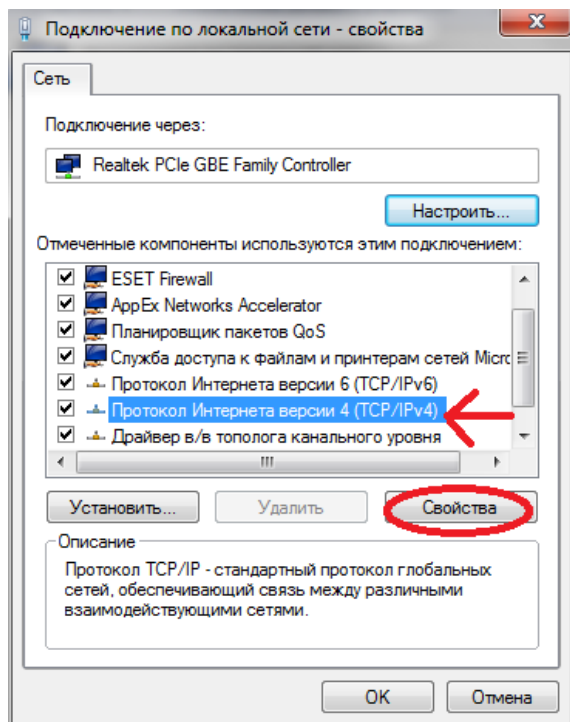 Подключение по локальной сети - свойства
Сеть
Подключение через:
Realtek PCIe GBE Family Controller
Настроить...
Отмеченные компоненты используются этим подключением:
ESET Firewall
AppEx Networks Accelerator
Планировщик пакетов QoS
Служба доступа к файлам и принтерам сетей Micro
Протокол Интернета версии 6 (TCP/IPv6)
Протокол Интернета версии 4 (TCP/IPv4)
Драйвер в/в тополога канального уровня
Установить...
Удалить
Свойства
Описание
Протокол TCP/IP - стандартный протокол глобальных
сетей, обеспечивающий связь между различными
взаимодействующими сетями.
ОК
Отмена